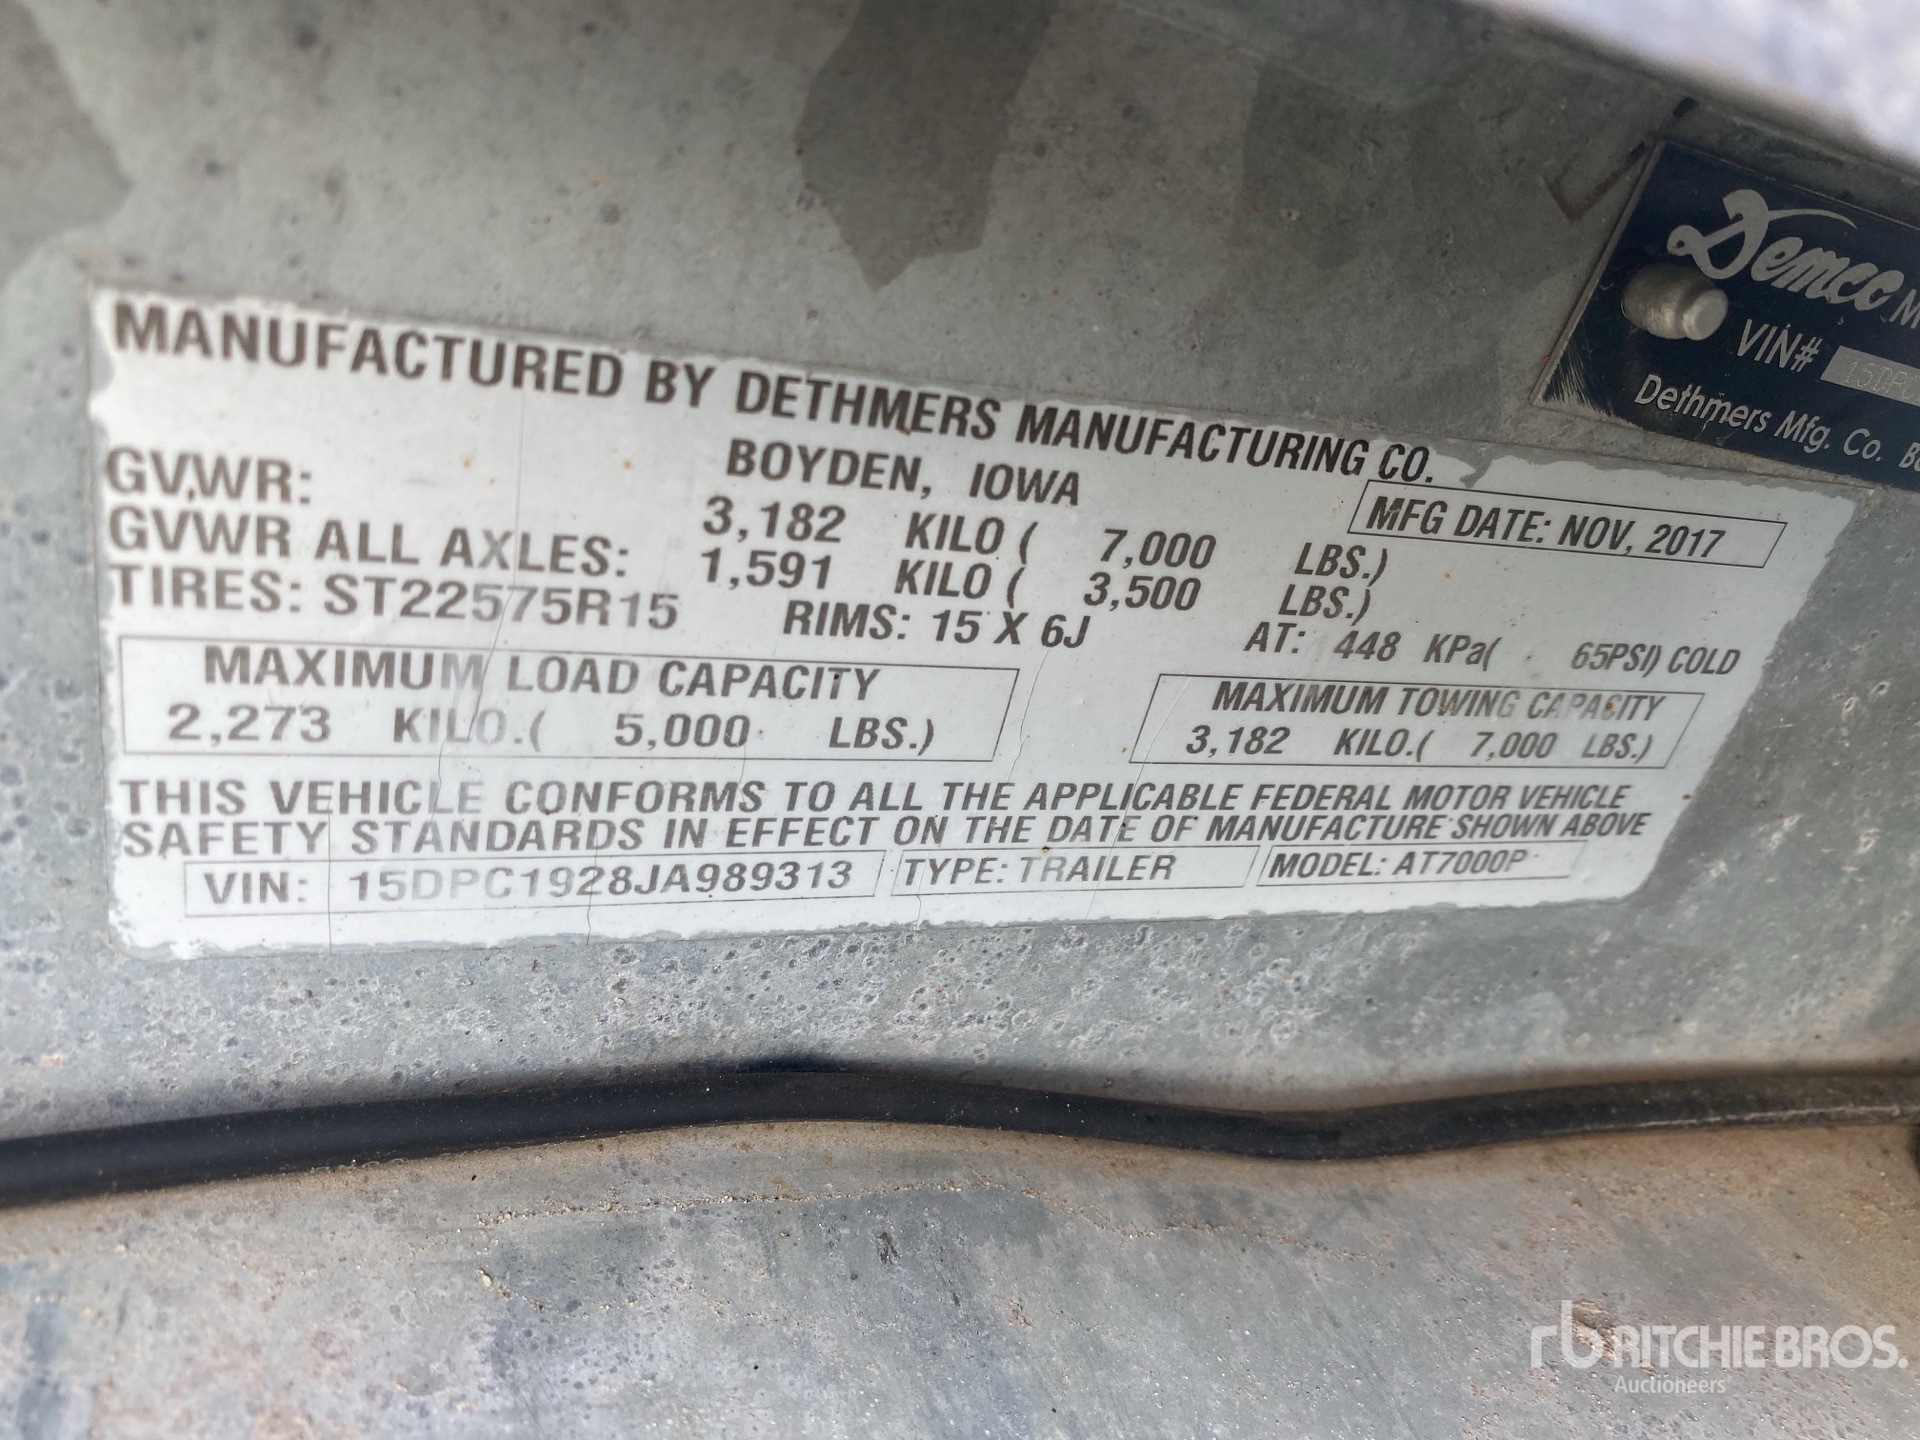 MANUFACTURED BY DETHMERS MANUFACTURING CO.
BOYDEN, IOWA
MFG DATE: NOV, 2017
GVWR: 3,182 KILO ( 7,000 LBS.)
GVWR ALL AXLES: 1,591 KILO ( 3,500 LBS.)
TIRES: ST22575R15 RIMS: 15 X 6J AT: 448 KPa( 65PSI) COLD
MAXIMUM LOAD CAPACITY
2,273 KILO.( 5,000 LBS.)
MAXIMUM TOWING CAPACITY
3,182 KILO.( 7,000 LBS.)
THIS VEHICLE CONFORMS TO ALL THE APPLICABLE FEDERAL MOTOR VEHICLE
SAFETY STANDARDS IN EFFECT ON THE DATE OF MANUFACTURE SHOWN ABOVE
VIN: 15DPC1928JA989313 TYPE: TRAILER MODEL: AT7000P
Demco
VIN#
Dethmers Mfg. Co.
rb RITCHIE BROS.
Auctioneers